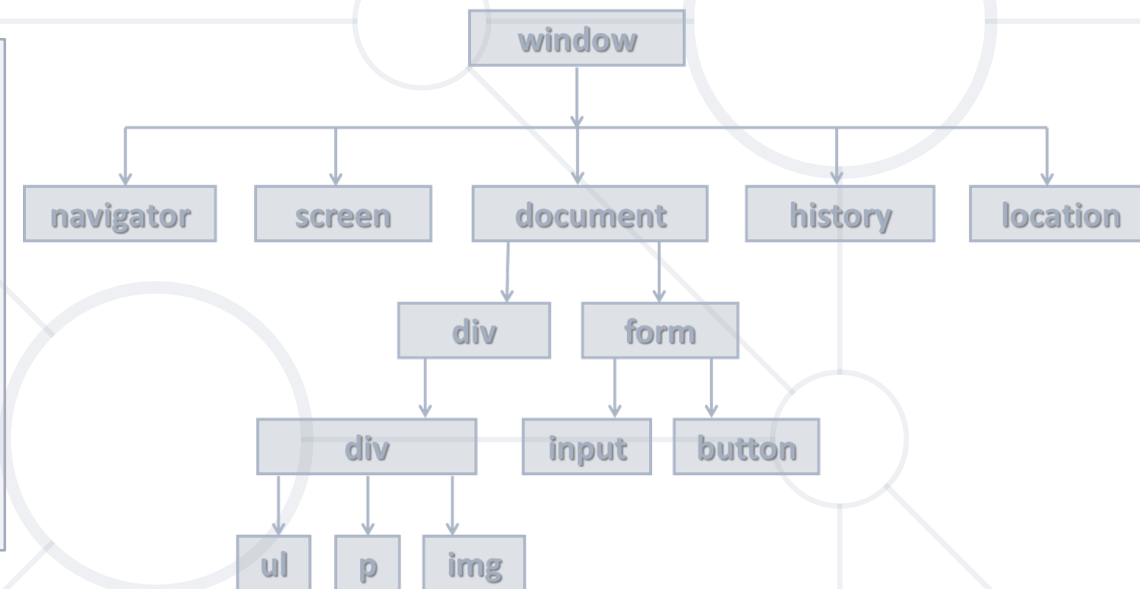 window
navigator screen document history location
div form
div input button
ul p img